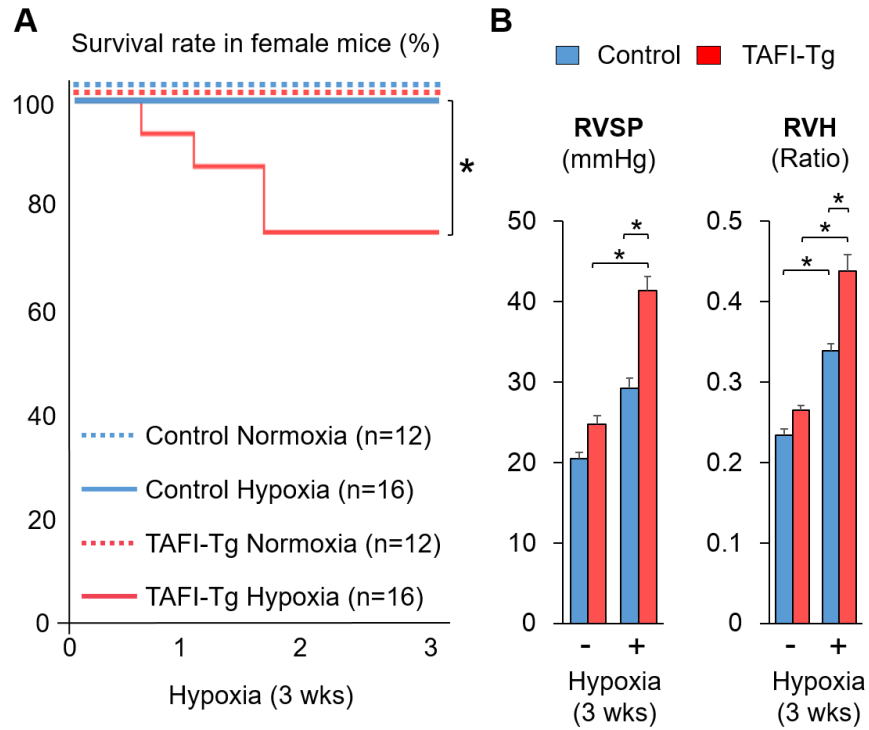 A
Survival rate in female mice (%)
100
80
60
40
20
0
*
Control Normoxia (n=12)
Control Hypoxia (n=16)
TAFI-Tg Normoxia (n=12)
TAFI-Tg Hypoxia (n=16)
0 1 2 3
Hypoxia (3 wks)
B
Control TAFI-Tg
RVSP
(mmHg)
50
40
30
20
10
0
*
*
- +
Hypoxia
(3 wks)
RVH
(Ratio)
0.5
0.4
0.3
0.2
0.1
0
*
*
*
- +
Hypoxia
(3 wks)